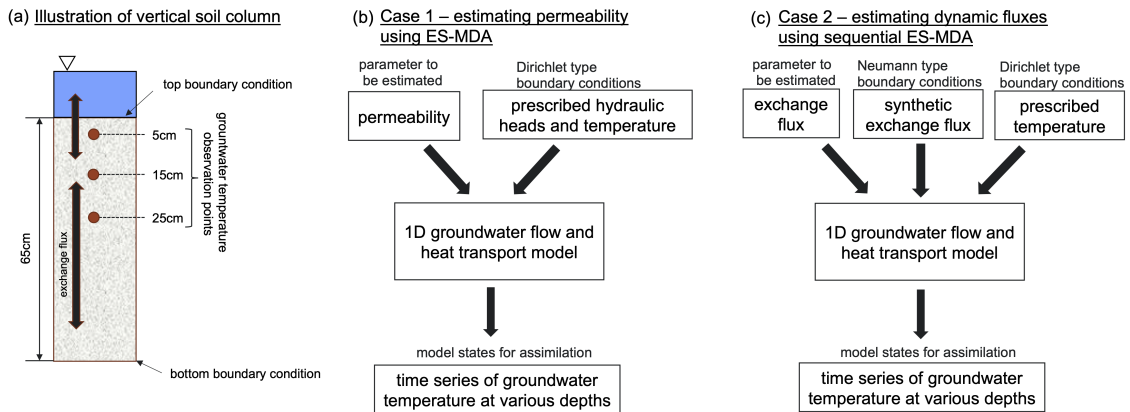 (a) Illustration of vertical soil column
top boundary condition
5cm
15cm
25cm
grountwater temperature
observation points
65cm
exchange flux
bottom boundary condition
(b) Case 1 – estimating permeability
using ES-MDA
parameter
to be estimated
Dirichlet type
boundary conditions
permeability
prescribed hydraulic
heads and temperature
1D groundwater flow and
heat transport model
model states for assimilation
time series of groundwater
temperature at various depths
(c) Case 2 – estimating dynamic fluxes
using sequential ES-MDA
parameter to
be estimated
Neumann type
boundary conditions
Dirichlet type
boundary conditions
exchange
flux
synthetic
exchange flux
prescribed
temperature
1D groundwater flow and
heat transport model
model states for assimilation
time series of groundwater
temperature at various depths